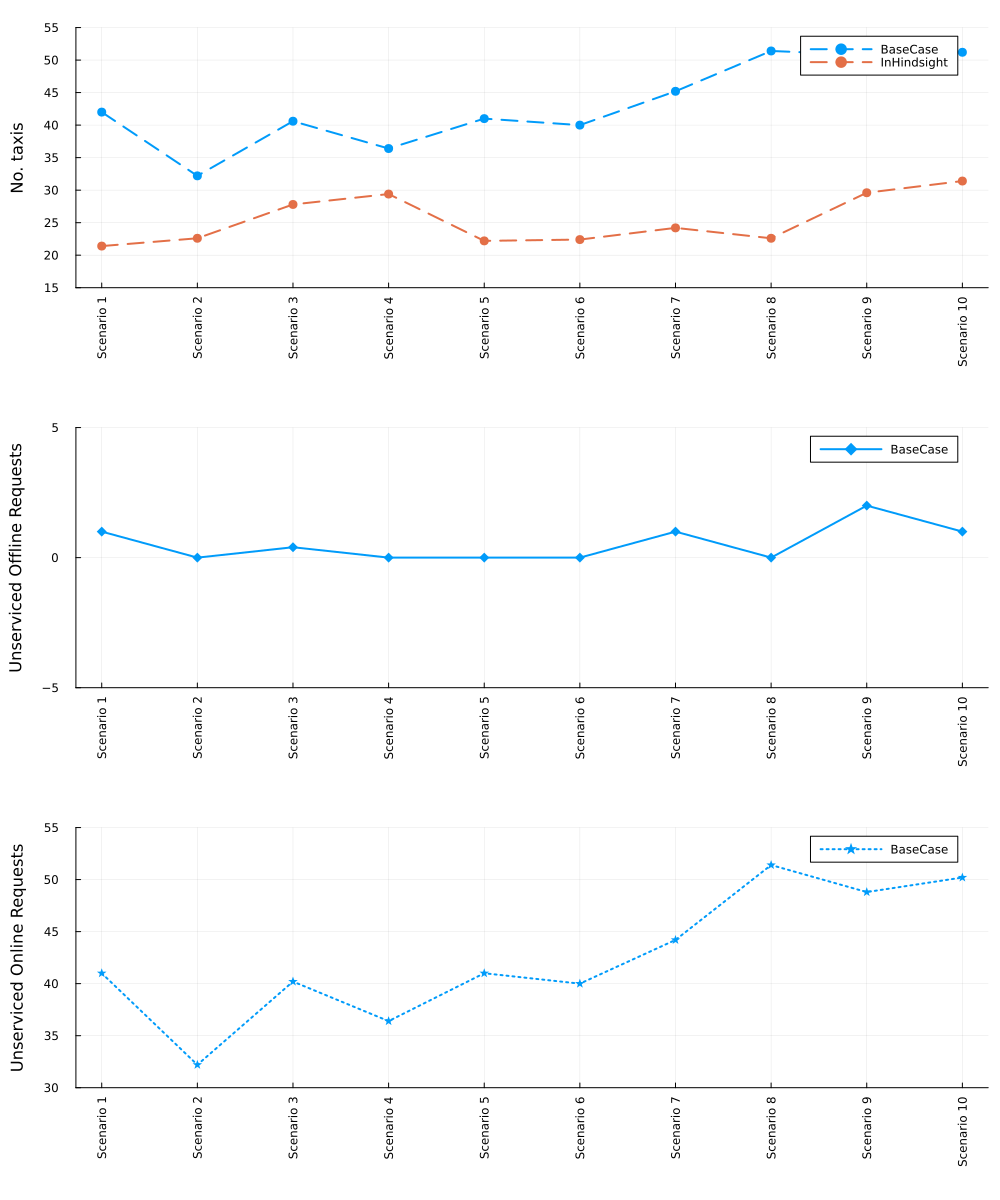 No. taxis
55
50
45
40
35
30
25
20
15
BaseCase
InHindsight
Scenario 1
Scenario 2
Scenario 3
Scenario 4
Scenario 5
Scenario 6
Scenario 7
Scenario 8
Scenario 9
Scenario 10
Unserviced Offline Requests
5
0
−5
BaseCase
Scenario 1
Scenario 2
Scenario 3
Scenario 4
Scenario 5
Scenario 6
Scenario 7
Scenario 8
Scenario 9
Scenario 10
Unserviced Online Requests
55
50
45
40
35
30
BaseCase
Scenario 1
Scenario 2
Scenario 3
Scenario 4
Scenario 5
Scenario 6
Scenario 7
Scenario 8
Scenario 9
Scenario 10